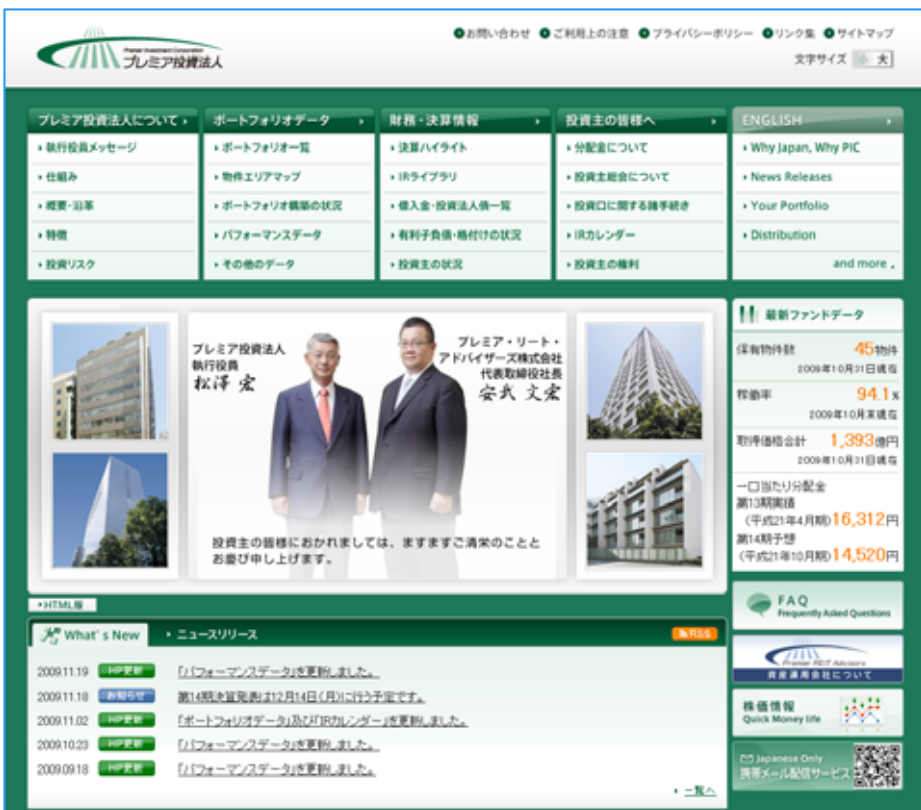 Premier Investment Corporation
プレミア投資法人
お問い合わせ ご利用上の注意 プライバシーポリシー リンク集 サイトマップ
文字サイズ 小 大
プレミア投資法人について
執行役員メッセージ
仕組み
概要・沿革
特徴
投資リスク
ポートフォリオデータ
ポートフォリオ一覧
物件エリアマップ
ポートフォリオ構築の状況
パフォーマンスデータ
その他のデータ
財務・決算情報
決算ハイライト
IRライブラリ
借入金・投資法人債一覧
有利子負債・格付けの状況
投資主の状況
投資主の皆様へ
分配金について
投資主総会について
投資口に関する諸手続き
IRカレンダー
投資主の権利
ENGLISH
Why Japan, Why PIC
News Releases
Your Portfolio
Distribution
and more
プレミア投資法人
執行役員
松澤 宏
プレミア・リート・
アドバイザーズ株式会社
代表取締役社長
安武 文宏
投資主の皆様におかれましては、ますますご清栄のことと
お慶び申し上げます。
最新ファンドデータ
保有物件数 45物件
2009年10月31日現在
稼働率 94.1%
2009年10月末現在
取得価格合計 1,393億円
2009年10月31日現在
一口当たり分配金
第13期実績
(平成21年4月期)16,312円
第14期予想
(平成21年10月期)14,520円
HTML版
What's New ニュースリリース RSS
2009.11.19 HP更新 「パフォーマンスデータ」を更新しました。
2009.11.18 お知らせ 第14期決算発表は12月14日(月)に行う予定です。
2009.11.02 HP更新 「ポートフォリオデータ」及び「IRカレンダー」を更新しました。
2009.10.23 HP更新 「パフォーマンスデータ」を更新しました。
2009.09.18 HP更新 「パフォーマンスデータ」を更新しました。
一覧へ
FAQ
Frequently Asked Questions
Premier REIT Advisors
資産運用会社について
株価情報
Quick Money life
Japanese Only
携帯メール配信サービス